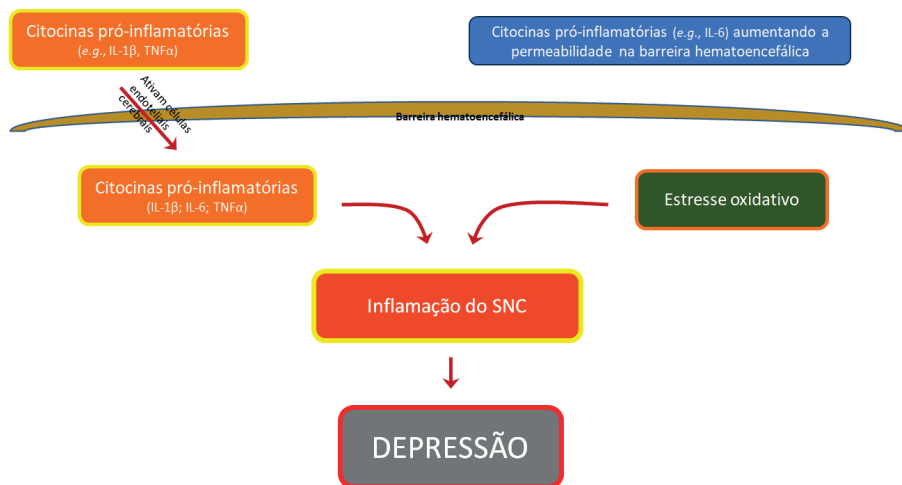 Citocinas pró-inflamatórias
(e.g., IL-1β, TNFα)
Citocinas pró-inflamatórias (e.g., IL-6) aumentando a
permeabilidade na barreira hematoencefálica
Ativam células
endoteliais
cerebrais
Barreira hematoencefálica
Citocinas pró-inflamatórias
(IL-1β; IL-6; TNFα)
Estresse oxidativo
Inflamação do SNC
DEPRESSÃO